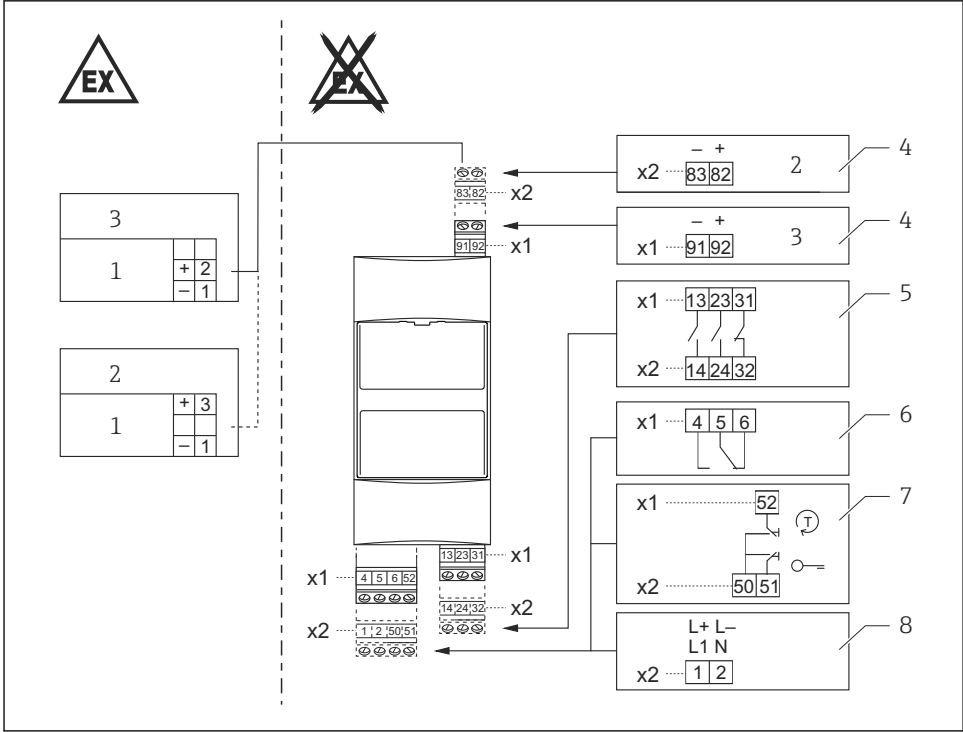 EX
EX
– +
x2 83 82 2 4
83 82 x2
– +
x1 91 92 3 4
91 92 x1
3
1
+ 2
– 1
x1 13 23 31 5
x2 14 24 32
2
1
+ 3
– 1
x1 4 5 6 6
x1 52 7
T
x2 50 51
13 23 31 x1
x1 4 5 6 52
14 24 32 x2
x2 1 2 50 51
L+ L–
L1 N
x2 1 2 8